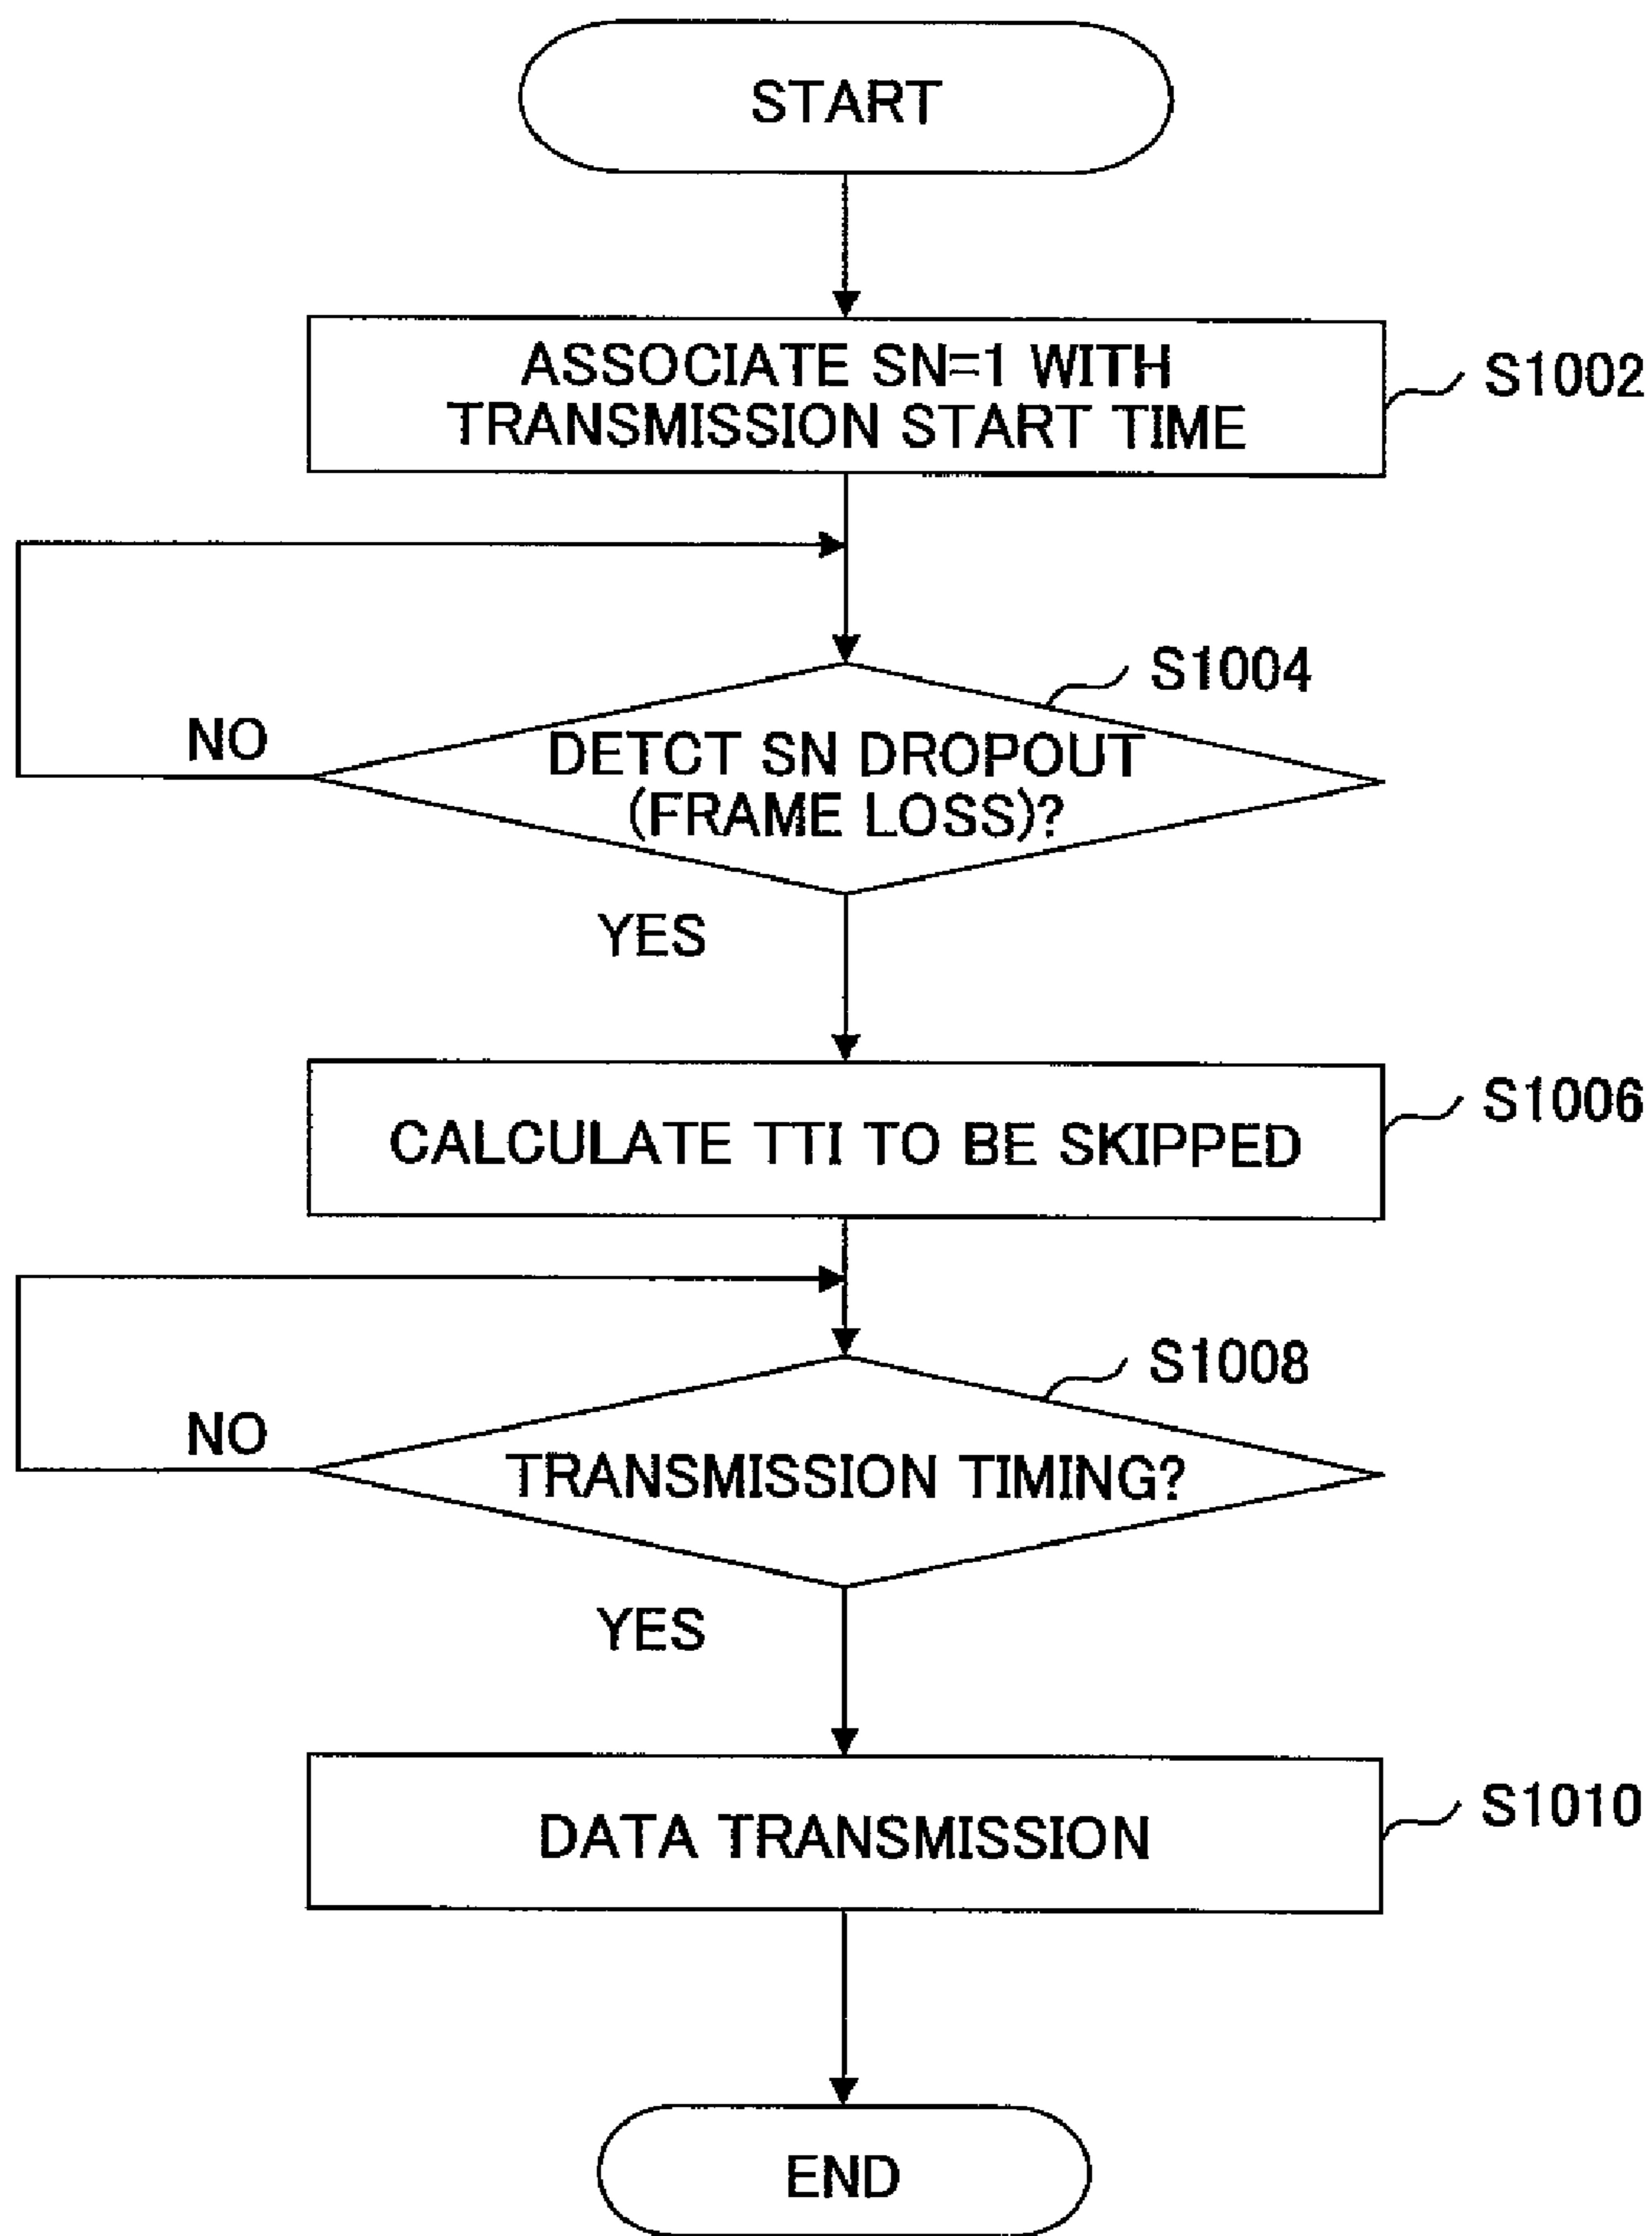 START
ASSOCIATE SN=1 WITH
TRANSMISSION START TIME
S1002
S1004
NO
DETCT SN DROPOUT
(FRAME LOSS)?
YES
CALCULATE TTI TO BE SKIPPED
S1006
S1008
NO
TRANSMISSION TIMING?
YES
DATA TRANSMISSION
S1010
END